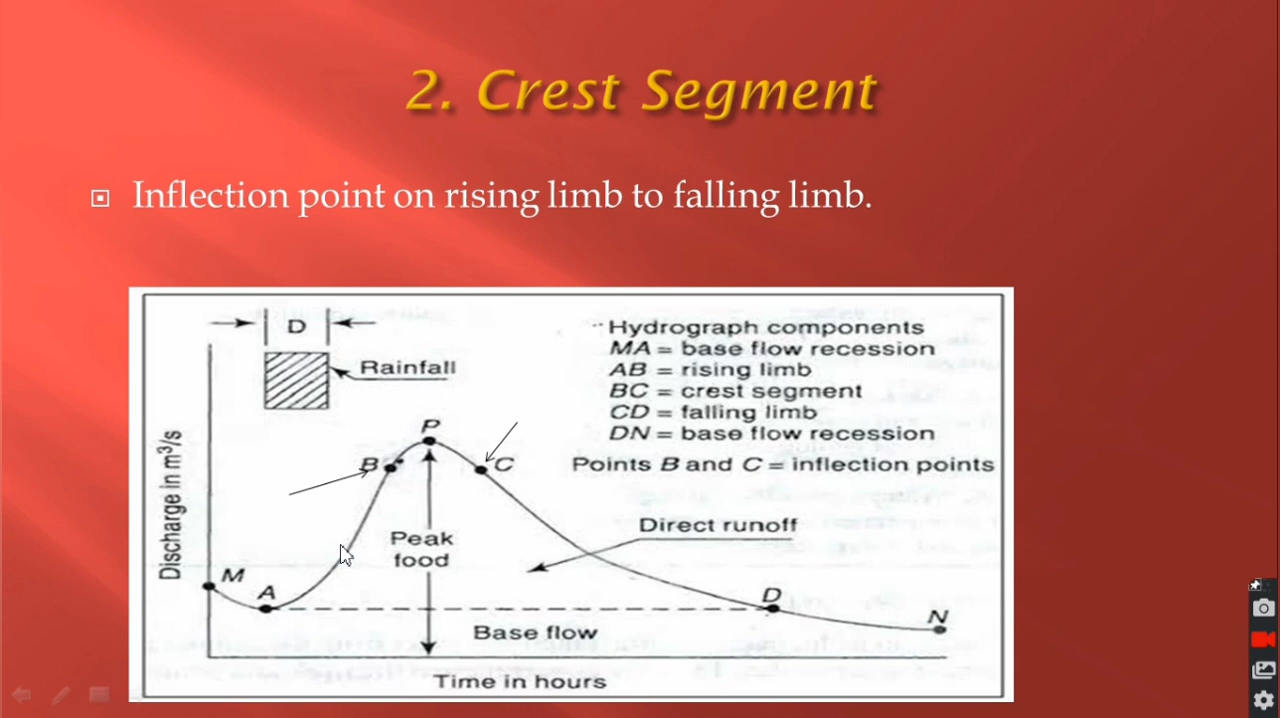 2. Crest Segment
Inflection point on rising limb to falling limb.
D
Rainfall
Hydrograph components
MA = base flow recession
AB = rising limb
BC = crest segment
CD = falling limb
DN = base flow recession
Points B and C = inflection points
P
B
C
Discharge in m³/s
Direct runoff
Peak
food
M
A
D
N
Base flow
Time in hours